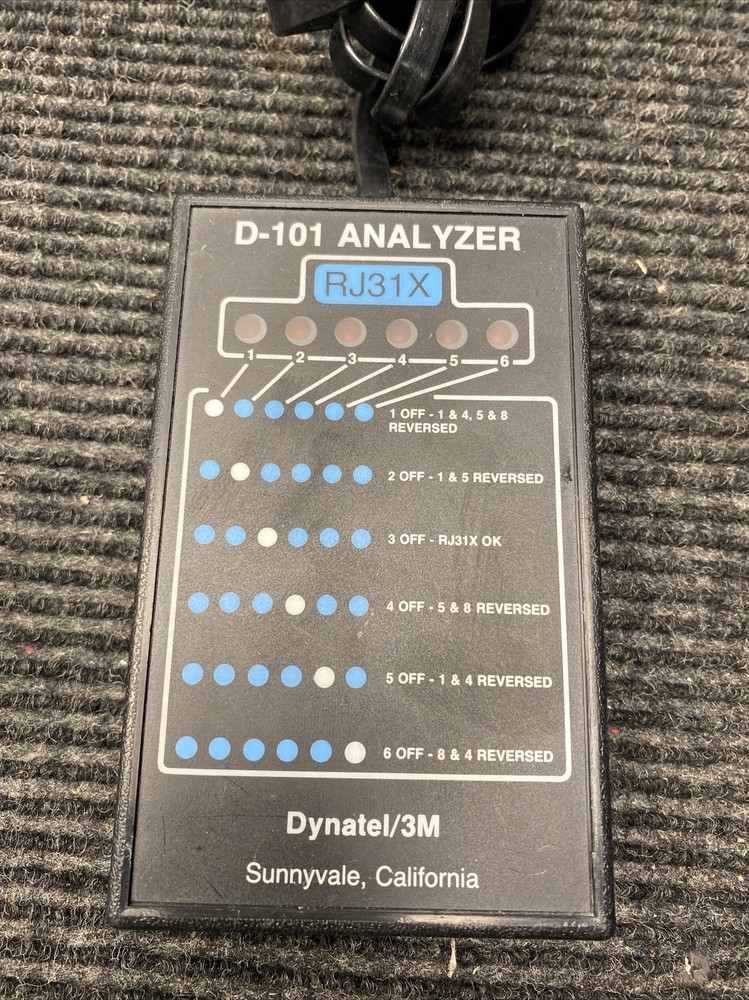 D-101 ANALYZER
RJ31X
1 2 3 4 5 6
1 OFF - 1 & 4, 5 & 8
REVERSED
2 OFF - 1 & 5 REVERSED
3 OFF - RJ31X OK
4 OFF - 5 & 8 REVERSED
5 OFF - 1 & 4 REVERSED
6 OFF - 8 & 4 REVERSED
Dynatel/3M
Sunnyvale, California